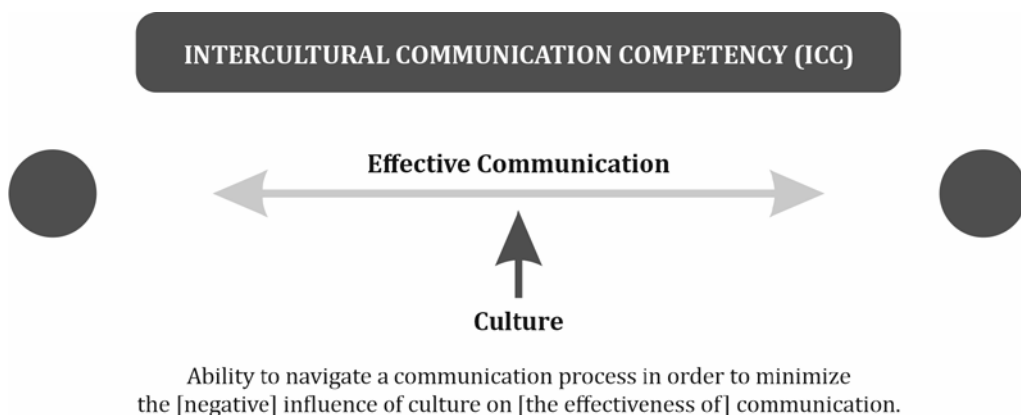 INTERCULTURAL COMMUNICATION COMPETENCY (ICC)
Effective Communication
Culture
Ability to navigate a communication process in order to minimize
the [negative] influence of culture on [the effectiveness of] communication.